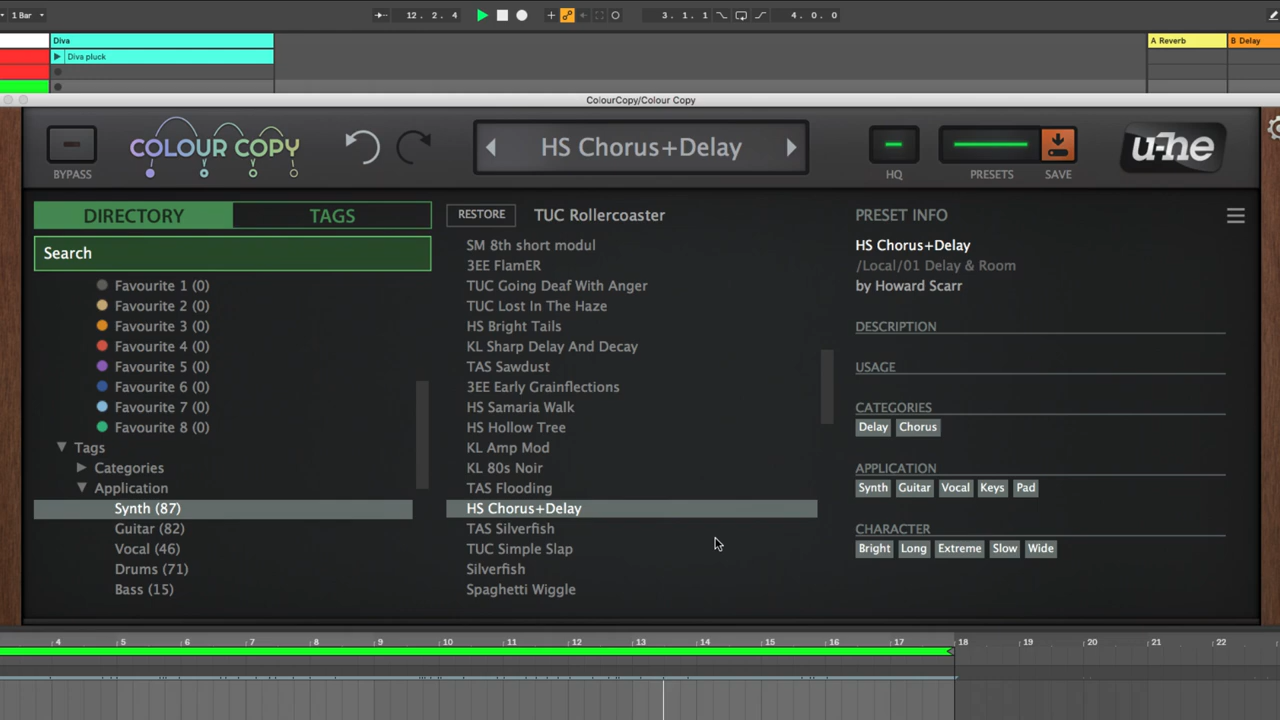 1 Bar
12. 2. 4
3. 1. 1
4. 0. 0
Diva
A Reverb
B Delay
Diva pluck
ColourCopy/Colour Copy
COLOUR COPY
HS Chorus+Delay
u-he
BYPASS
HQ
PRESETS
SAVE
DIRECTORY
TAGS
RESTORE
TUC Rollercoaster
PRESET INFO
Search
SM 8th short modul
HS Chorus+Delay
3EE FlamER
/Local/01 Delay & Room
Favourite 1 (0)
TUC Going Deaf With Anger
by Howard Scarr
Favourite 2 (0)
TUC Lost In The Haze
Favourite 3 (0)
HS Bright Tails
DESCRIPTION
Favourite 4 (0)
KL Sharp Delay And Decay
Favourite 5 (0)
TAS Sawdust
USAGE
Favourite 6 (0)
3EE Early Grainflections
Favourite 7 (0)
HS Samaria Walk
CATEGORIES
Favourite 8 (0)
HS Hollow Tree
Delay Chorus
Tags
KL Amp Mod
Categories
KL 80s Noir
APPLICATION
Application
TAS Flooding
Synth Guitar Vocal Keys Pad
Synth (87)
HS Chorus+Delay
Guitar (82)
TAS Silverfish
CHARACTER
Vocal (46)
TUC Simple Slap
Bright Long Extreme Slow Wide
Drums (71)
Silverfish
Bass (15)
Spaghetti Wiggle
4 5 6 7 8 9 10 11 12 13 14 15 16 17 18 19 20 21 22